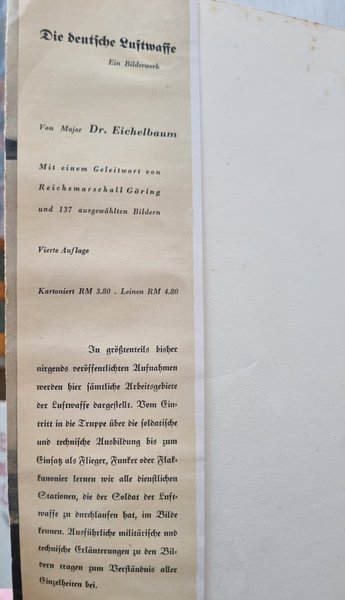 Die deutsche Luftwaffe
Ein Bilderwerk
Von Major Dr. Eichelbaum
Mit einem Geleitwort von
Reichsmarschall Göring
und 137 ausgewählten Bildern
Vierte Auflage
Kartoniert RM 3.80 . Leinen RM 4.80
In größtenteils bisher
nirgends veröffentlichten Aufnahmen
werden hier sämtliche Arbeitsgebiete
der Luftwaffe dargestellt. Vom Ein-
tritt in die Truppe über die soldatische
und technische Ausbildung bis zum
Einsatz als Flieger, Funker oder Flak-
kanonier lernen wir alle dienstlichen
Stationen, die der Soldat der Luft-
waffe zu durchlaufen hat, im Bilde
kennen. Ausführliche militärische und
technische Erläuterungen zu den Bil-
dern tragen zum Verständnis aller
Einzelheiten bei.